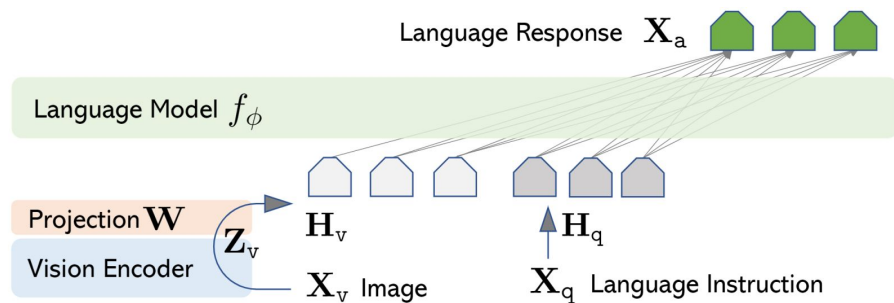 Language Response X_a
Language Model f_ϕ
Projection W
Z_v
H_v
H_q
Vision Encoder
X_v Image
X_q Language Instruction